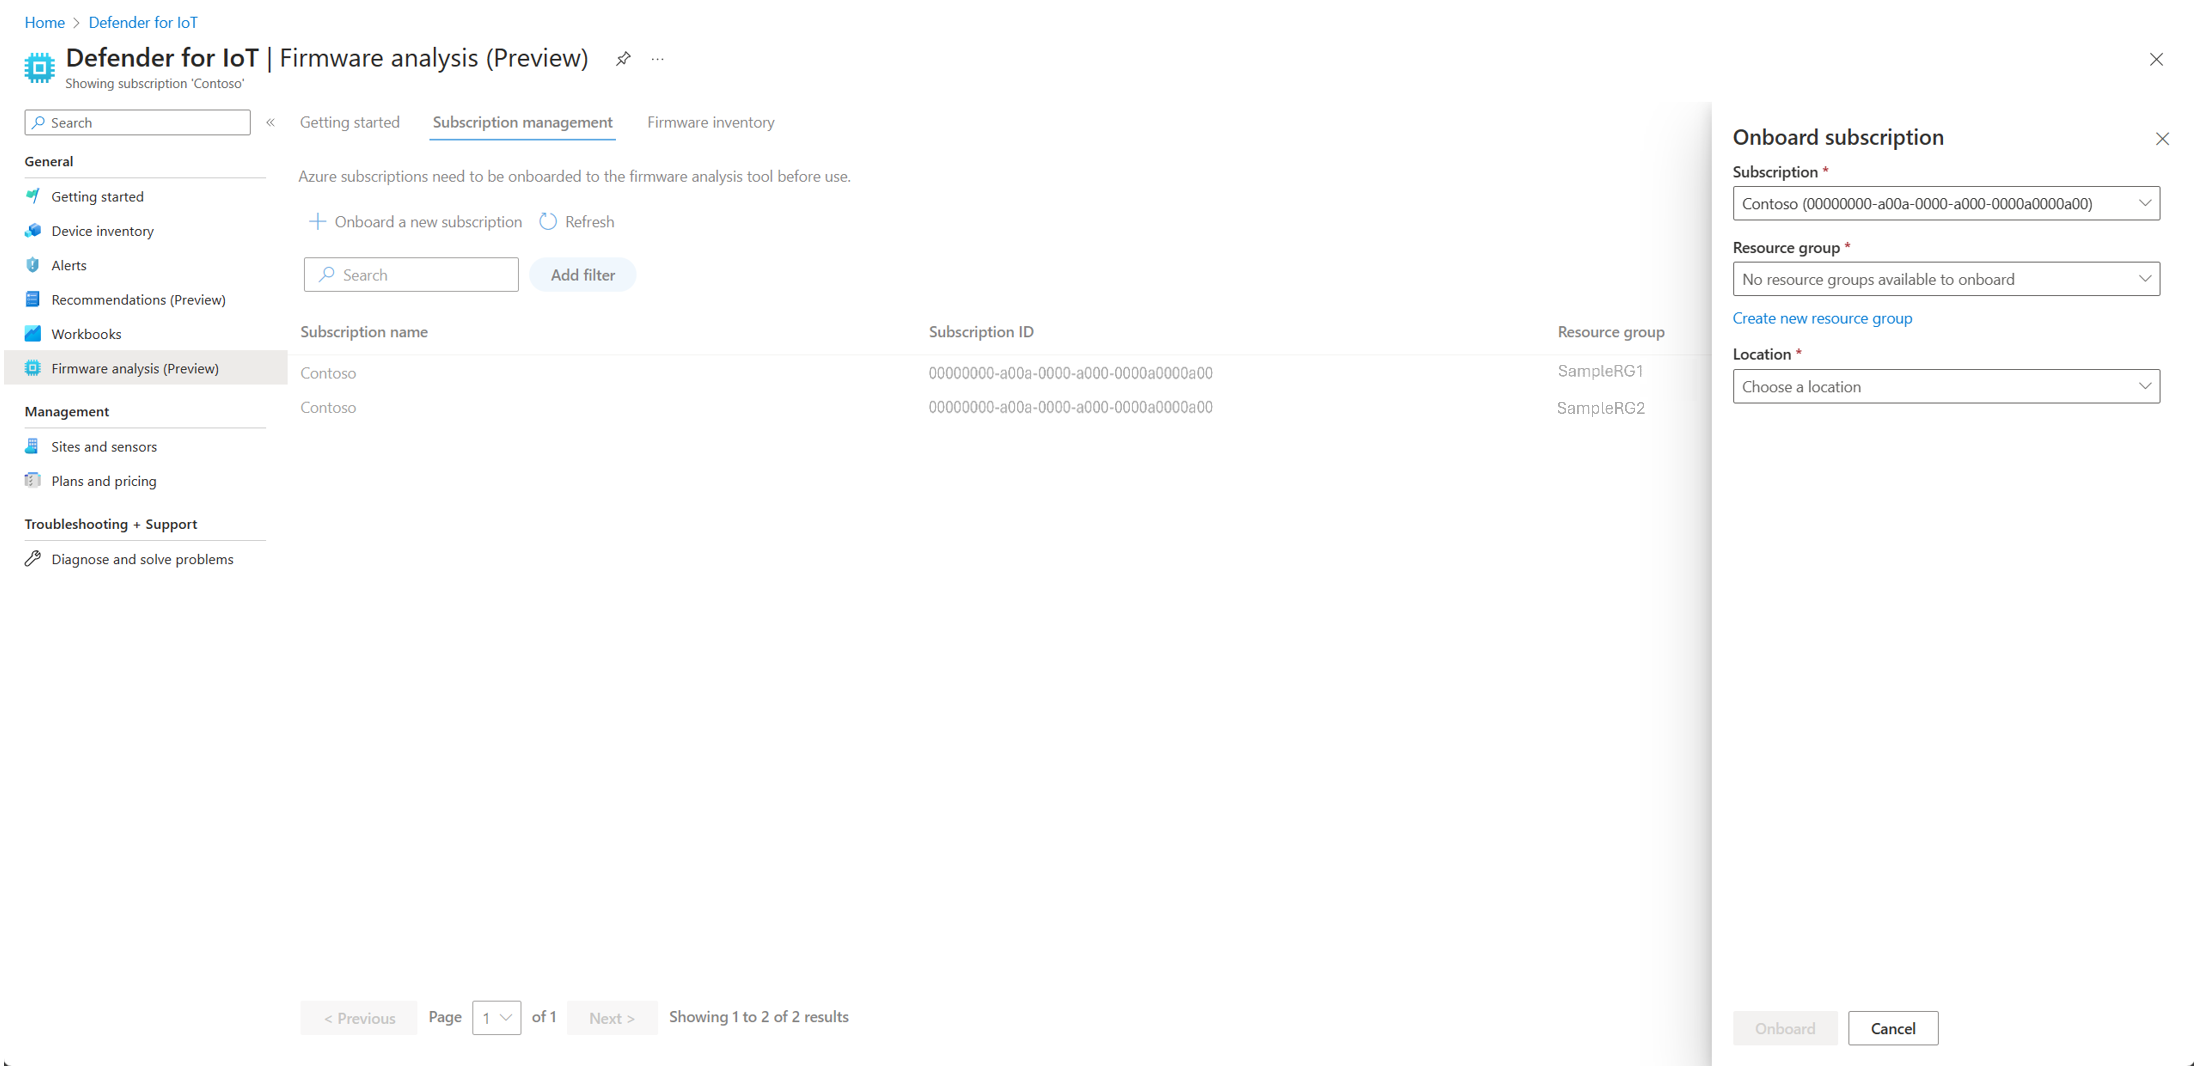 Home > Defender for IoT
Defender for IoT | Firmware analysis (Preview) ...
Showing subscription 'Contoso'
Search «
General
Getting started
Device inventory
Alerts
Recommendations (Preview)
Workbooks
Firmware analysis (Preview)
Management
Sites and sensors
Plans and pricing
Troubleshooting + Support
Diagnose and solve problems
Getting started Subscription management Firmware inventory
Azure subscriptions need to be onboarded to the firmware analysis tool before use.
Onboard a new subscription Refresh
Search Add filter
Subscription name Subscription ID Resource group
Contoso 00000000-a00a-0000-a000-0000a0000a00 SampleRG1
Contoso 00000000-a00a-0000-a000-0000a0000a00 SampleRG2
< Previous Page 1 of 1 Next > Showing 1 to 2 of 2 results
Onboard subscription
Subscription *
Contoso (00000000-a00a-0000-a000-0000a0000a00)
Resource group *
No resource groups available to onboard
Create new resource group
Location *
Choose a location
Onboard Cancel